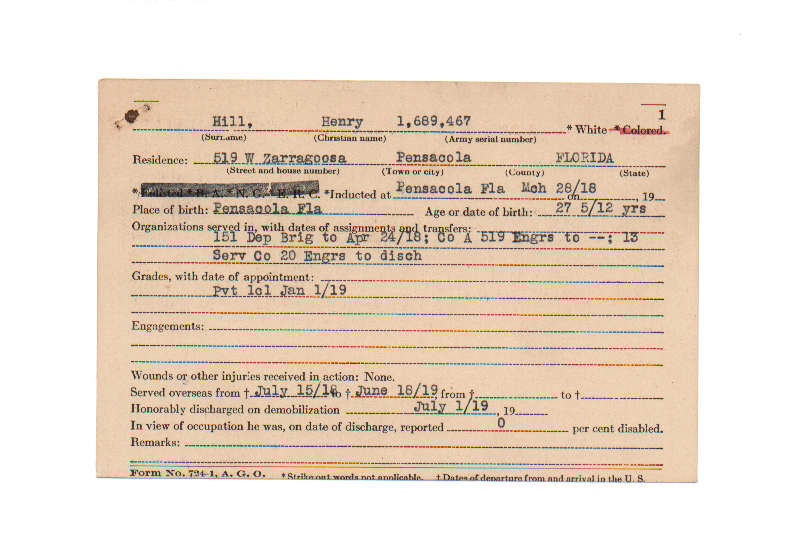 1
Hill, Henry 1,689,467 * White * Colored.
(Surname) (Christian name) (Army serial number)
Residence: 519 W Zarragoosa Pensacola FLORIDA
(Street and house number) (Town or city) (County) (State)
* Enlisted * R. A. * N. G. * E. R. C. *Inducted at Pensacola Fla Mch 28/18 on 19
Place of birth: Pensacola Fla Age or date of birth: 27 5/12 yrs
Organizations served in, with dates of assignments and transfers:
151 Dep Brig to Apr 24/18; Co A 519 Engrs to --; 13
Serv Co 20 Engrs to disch
Grades, with date of appointment:
Pvt 1cl Jan 1/19
Engagements:
Wounds or other injuries received in action: None.
Served overseas from † July 15/18 to † June 18/19, from † to †
Honorably discharged on demobilization July 1/19 , 19
In view of occupation he was, on date of discharge, reported 0 per cent disabled.
Remarks:
Form No. 724-1, A. G. O. * Strike out words not applicable. † Dates of departure from and arrival in the U. S.